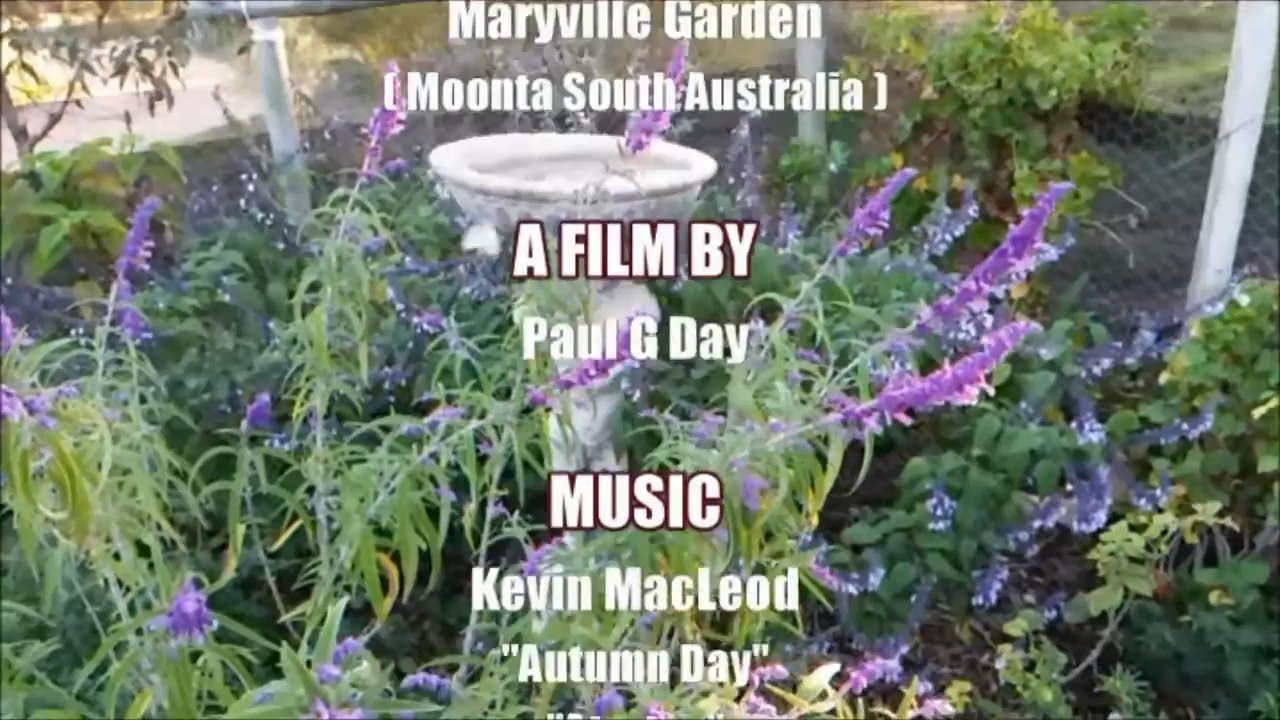 Maryville Garden
( Moonta South Australia )
A FILM BY
Paul G Day
MUSIC
Kevin MacLeod
"Autumn Day"